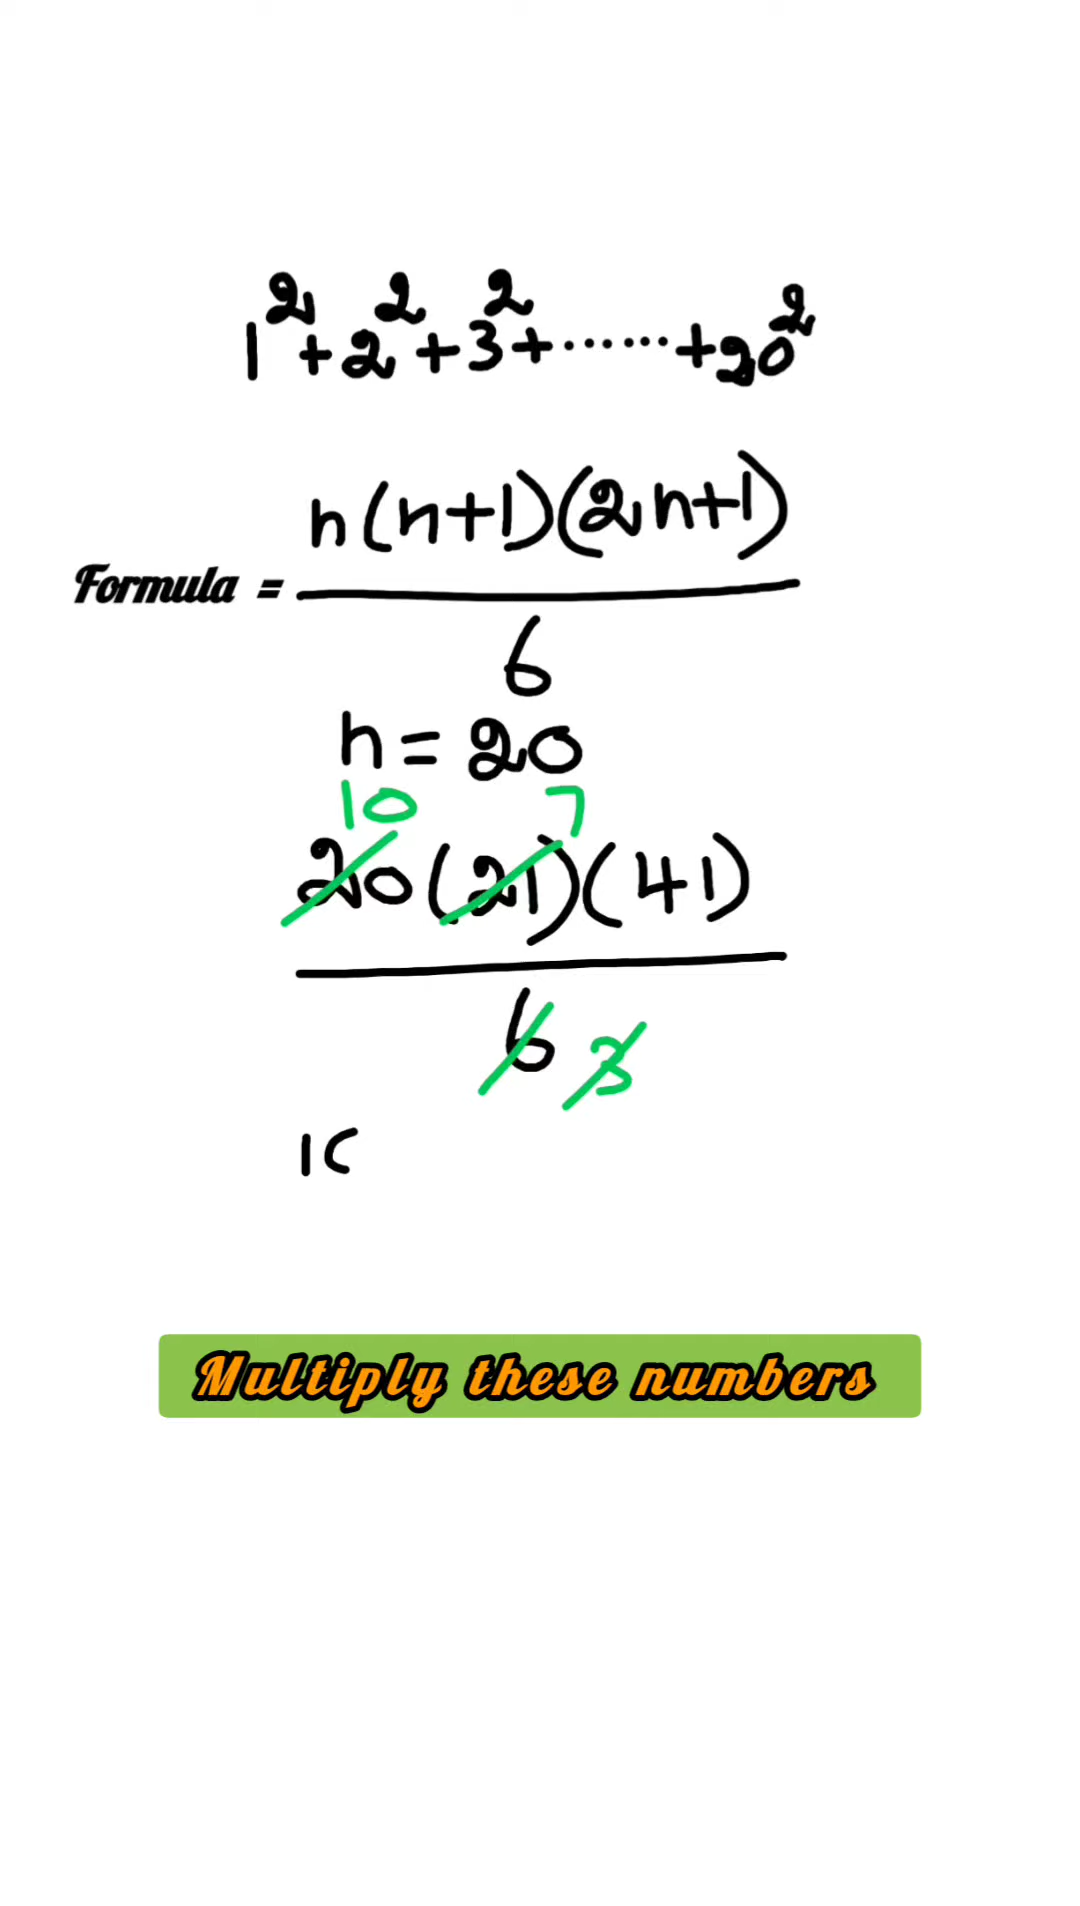 1² + 2² + 3² + ...... + 20²
n(n+1)(2n+1)
Formula =
6
n = 20
10 7
20(21)(41)
6 3
10
Multiply these numbers